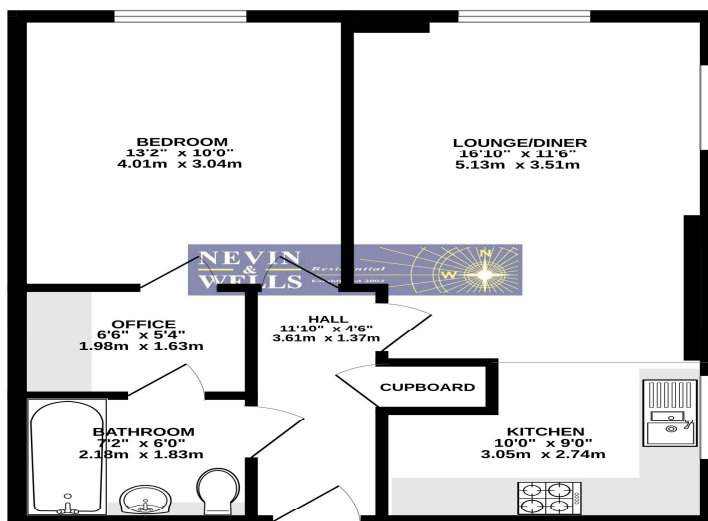 BEDROOM
13'2" x 10'0"
4.01m x 3.04m
LOUNGE/DINER
16'10" x 11'6"
5.13m x 3.51m
NEVIN
&
WELLS
Residential
Established 2002
N
W
OFFICE
6'6" x 5'4"
1.98m x 1.63m
HALL
11'10" x 4'6"
3.61m x 1.37m
CUPBOARD
BATHROOM
7'2" x 6'0"
2.18m x 1.83m
KITCHEN
10'0" x 9'0"
3.05m x 2.74m